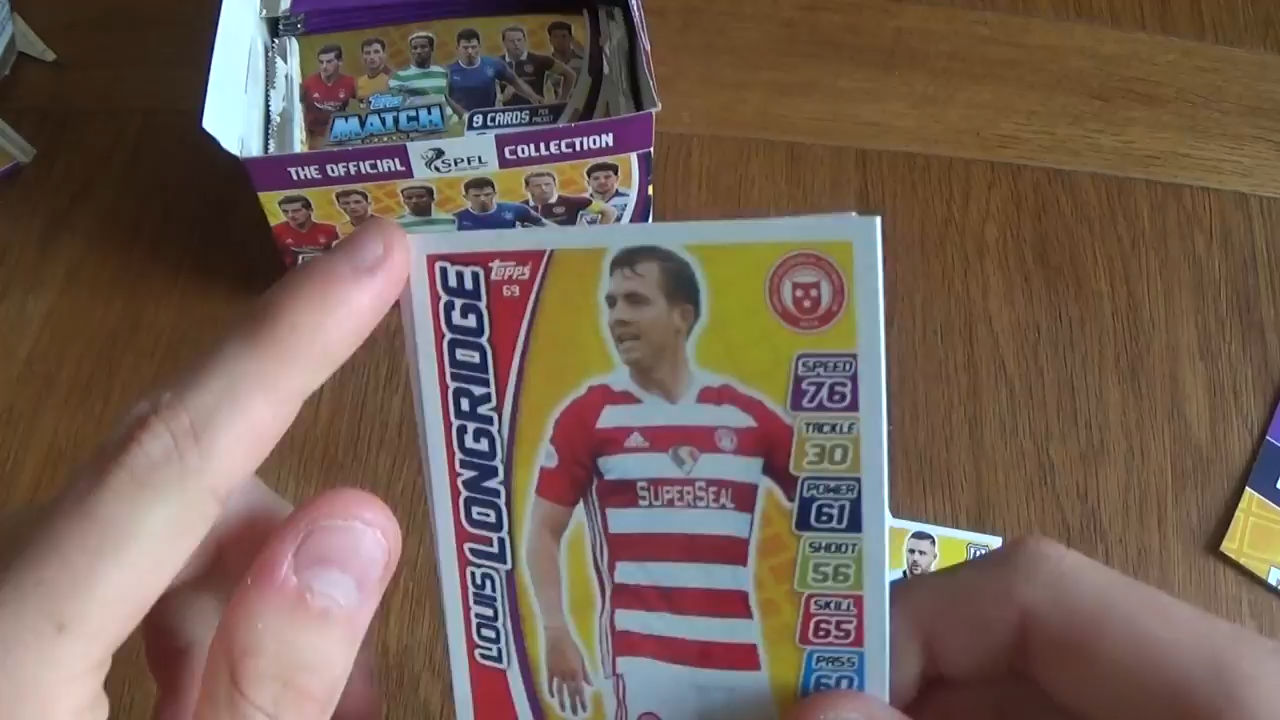 topps
MATCH
9 CARDS PER PACKET
THE OFFICIAL SPFL COLLECTION
topps
69
LOUIS LONGRIDGE
SUPERSEAL
SPEED
76
TACKLE
30
POWER
61
SHOOT
56
SKILL
65
PASS
60